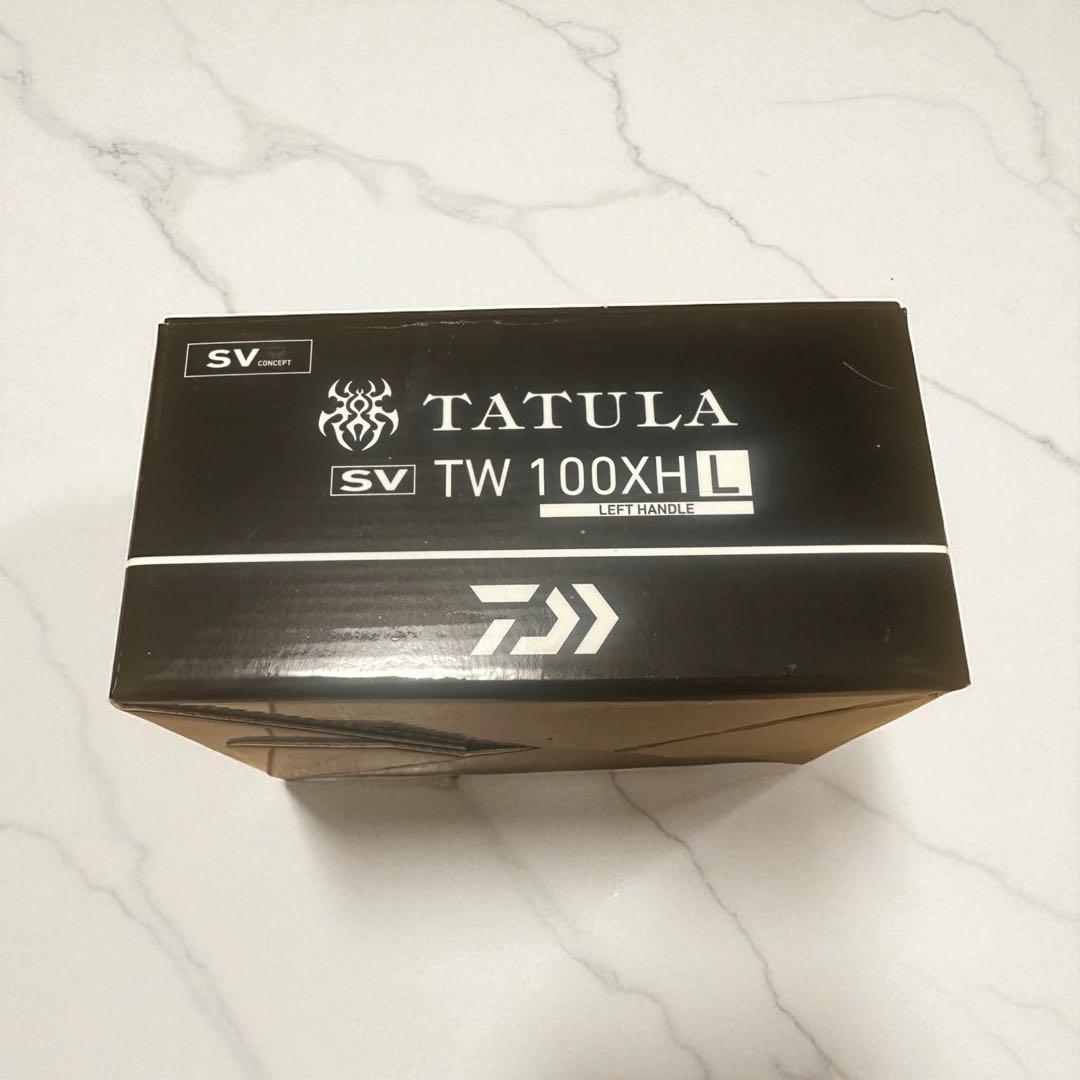 SV CONCEPT
TATULA
SV TW 100XH L
LEFT HANDLE